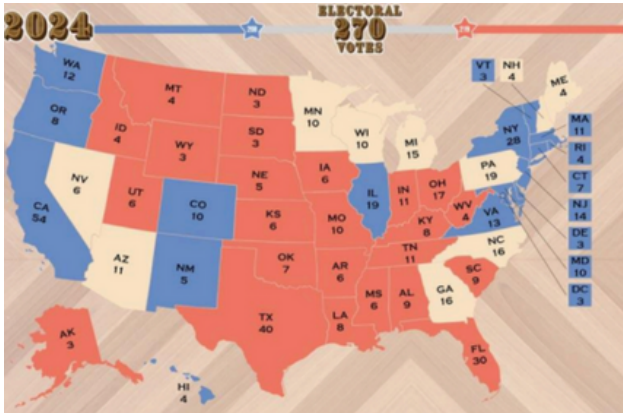 2024
ELECTORAL
270
VOTES
WA
12
OR
8
CA
54
NV
6
ID
4
MT
4
WY
3
UT
6
AZ
11
CO
10
NM
5
ND
3
SD
3
NE
5
KS
6
OK
7
TX
40
MN
10
IA
6
MO
10
AR
6
LA
8
WI
10
IL
19
MI
15
IN
11
OH
17
KY
8
TN
11
MS
6
AL
9
GA
16
FL
30
SC
9
NC
16
VA
13
WV
4
PA
19
NY
28
VT
3
NH
4
ME
4
MA
11
RI
4
CT
7
NJ
14
DE
3
MD
10
DC
3
AK
3
HI
4